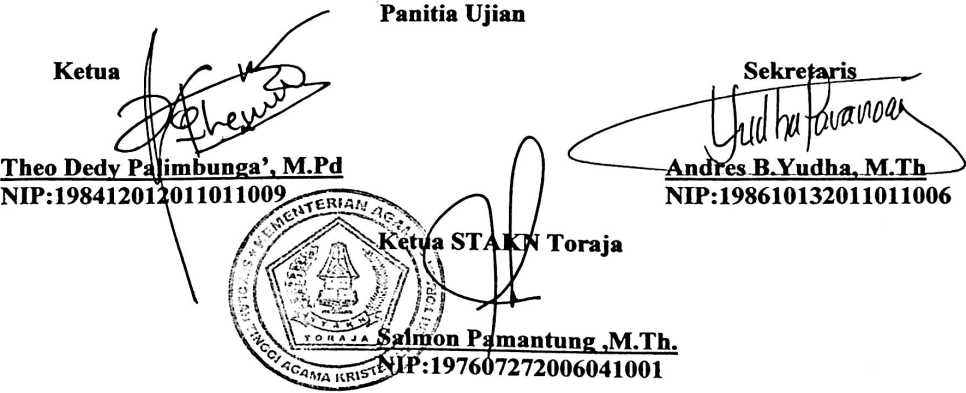 Panitia Ujian
Ketua
Sekretaris
Theo Dedy Palimbunga’, M.Pd
NIP:198412012011011009
Andres B.Yudha, M.Th
NIP:198610132011011006
KEMENTERIAN AGAMA
TINGGI AGAMA KRISTEN
STAKN
TORAJA
Ketua STAKN Toraja
Salmon Pamantung ,M.Th.
NIP:197607272006041001